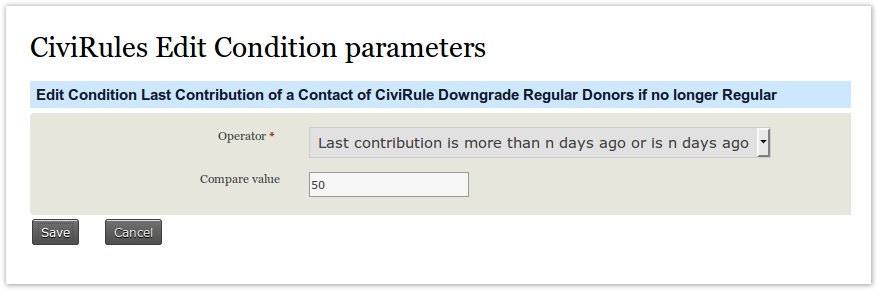 CiviRules Edit Condition parameters
Edit Condition Last Contribution of a Contact of CiviRule Downgrade Regular Donors if no longer Regular
Operator * Last contribution is more than n days ago or is n days ago
Compare value 50
Save Cancel